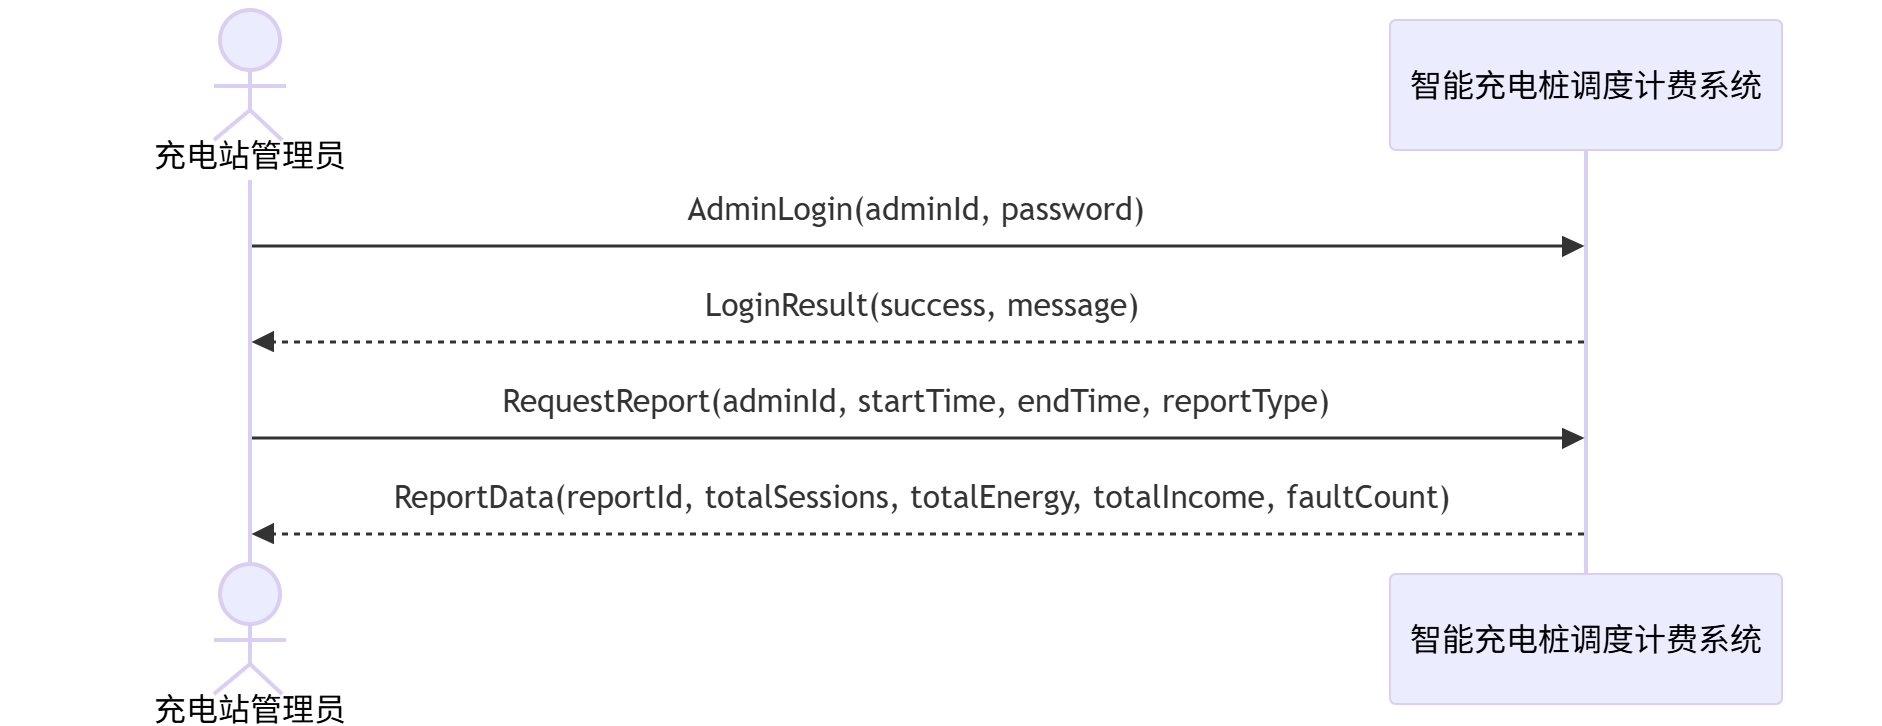 充电站管理员
智能充电桩调度计费系统
AdminLogin(adminId, password)
LoginResult(success, message)
RequestReport(adminId, startTime, endTime, reportType)
ReportData(reportId, totalSessions, totalEnergy, totalIncome, faultCount)
充电站管理员
智能充电桩调度计费系统